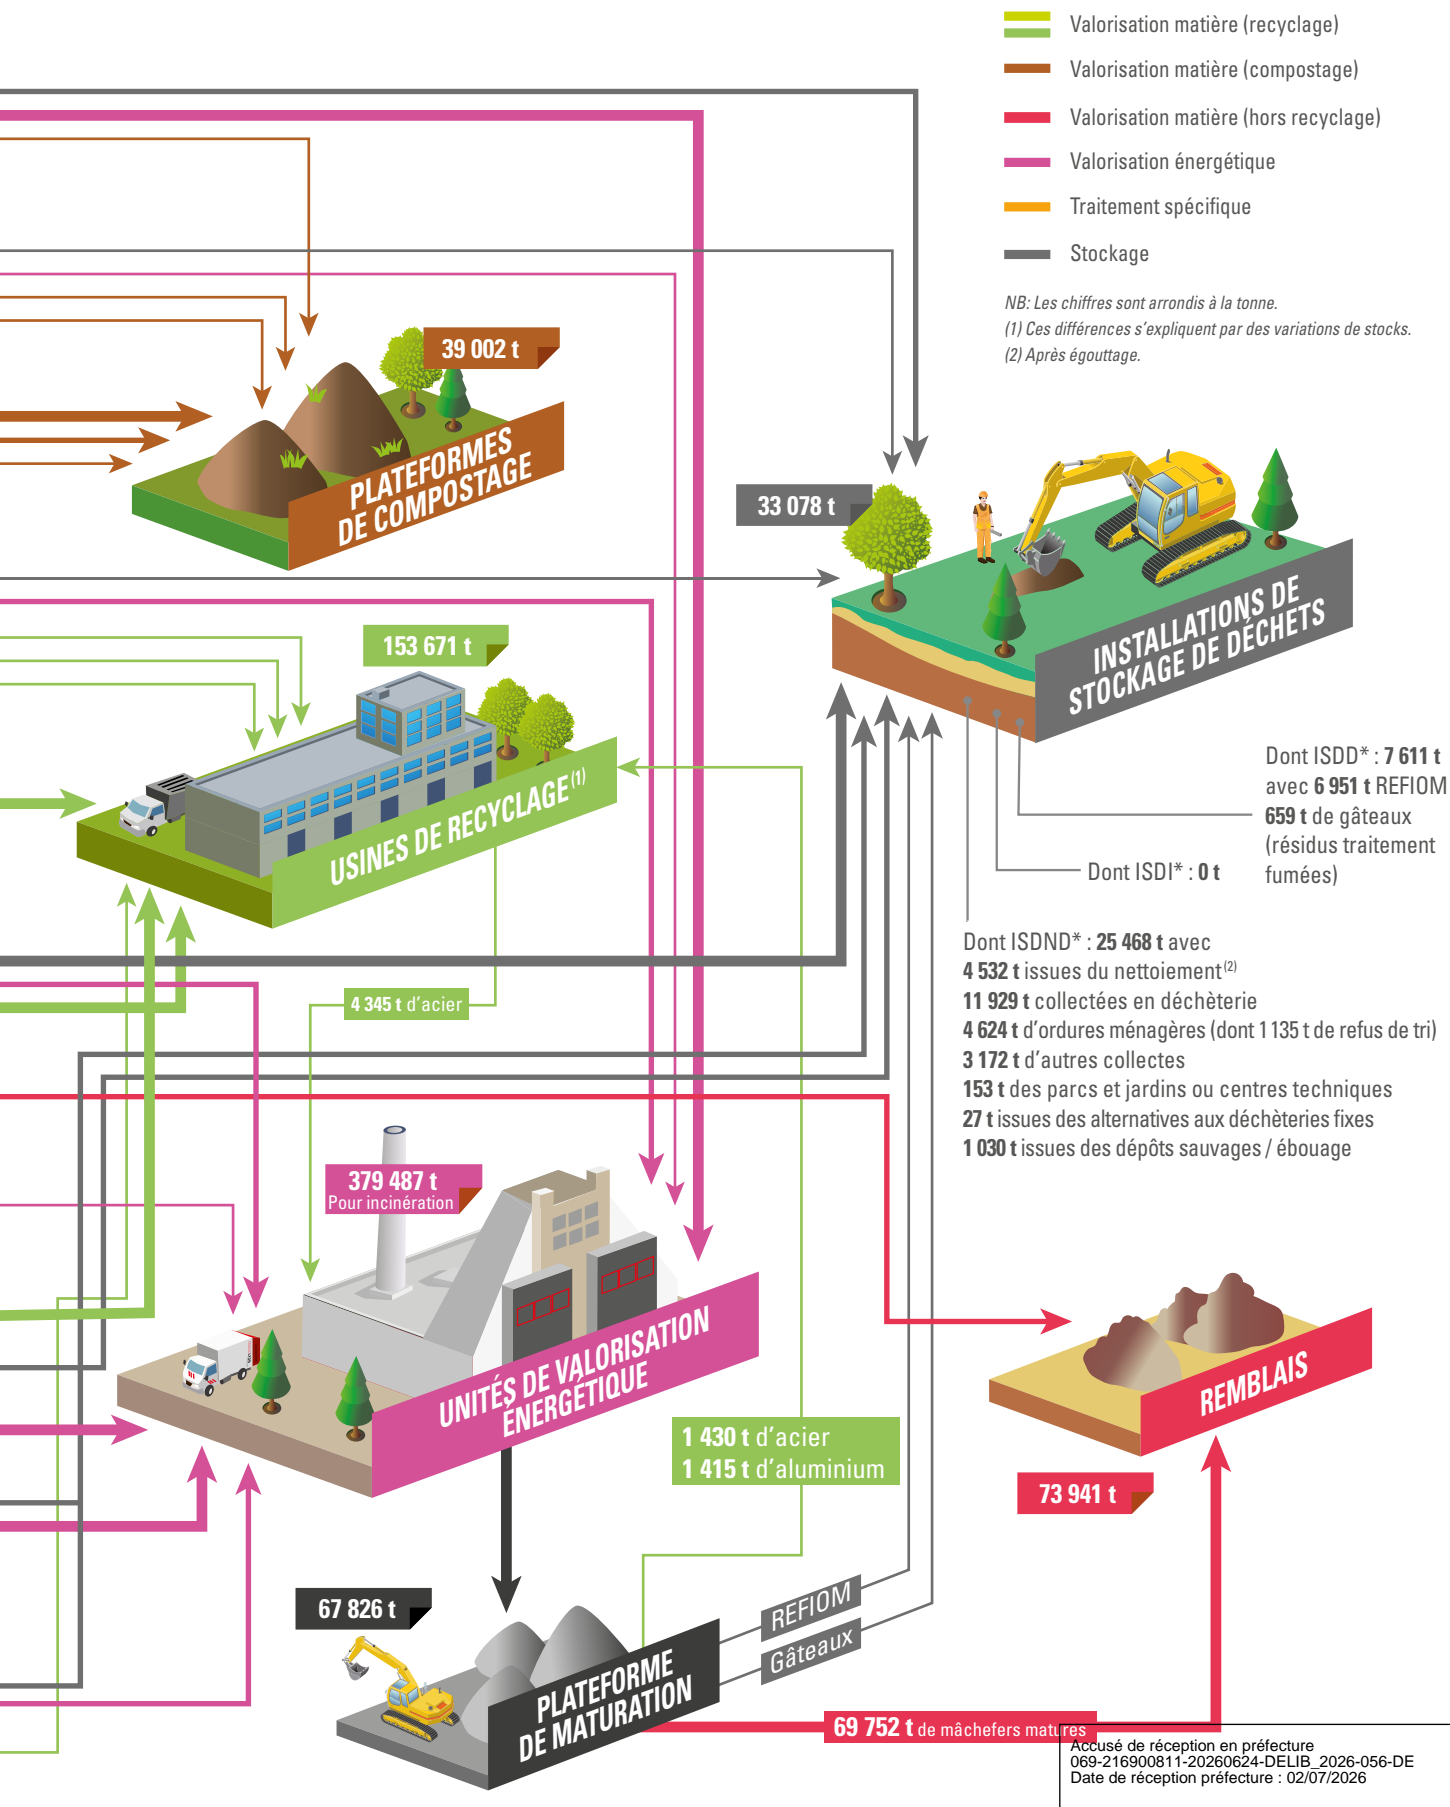 Valorisation matière (recyclage)
Valorisation matière (compostage)
Valorisation matière (hors recyclage)
Valorisation énergétique
Traitement spécifique
Stockage
NB: Les chiffres sont arrondis à la tonne.
(1) Ces différences s'expliquent par des variations de stocks.
(2) Après égouttage.
39 002 t
PLATEFORMES
DE COMPOSTAGE
33 078 t
INSTALLATIONS DE
STOCKAGE DE DÉCHETS
153 671 t
USINES DE RECYCLAGE (1)
Dont ISDD* : 7 611 t
avec 6 951 t REFIOM
659 t de gâteaux
(résidus traitement
fumées)
Dont ISDI* : 0 t
Dont ISDND* : 25 468 t avec
4 532 t issues du nettoiement (2)
11 929 t collectées en déchèterie
4 624 t d'ordures ménagères (dont 1 135 t de refus de tri)
3 172 t d'autres collectes
153 t des parcs et jardins ou centres techniques
27 t issues des alternatives aux déchèteries fixes
1 030 t issues des dépôts sauvages / ébouage
4 345 t d'acier
379 487 t
Pour incinération
UNITÉS DE VALORISATION
ÉNERGÉTIQUE
1 430 t d'acier
1 415 t d'aluminium
REMBLAIS
73 941 t
67 826 t
PLATEFORME
DE MATURATION
REFIOM
Gâteaux
69 752 t de mâchefers matures
Accusé de réception en préfecture
069-216900811-20260624-DELIB_2026-056-DE
Date de réception préfecture : 02/07/2026